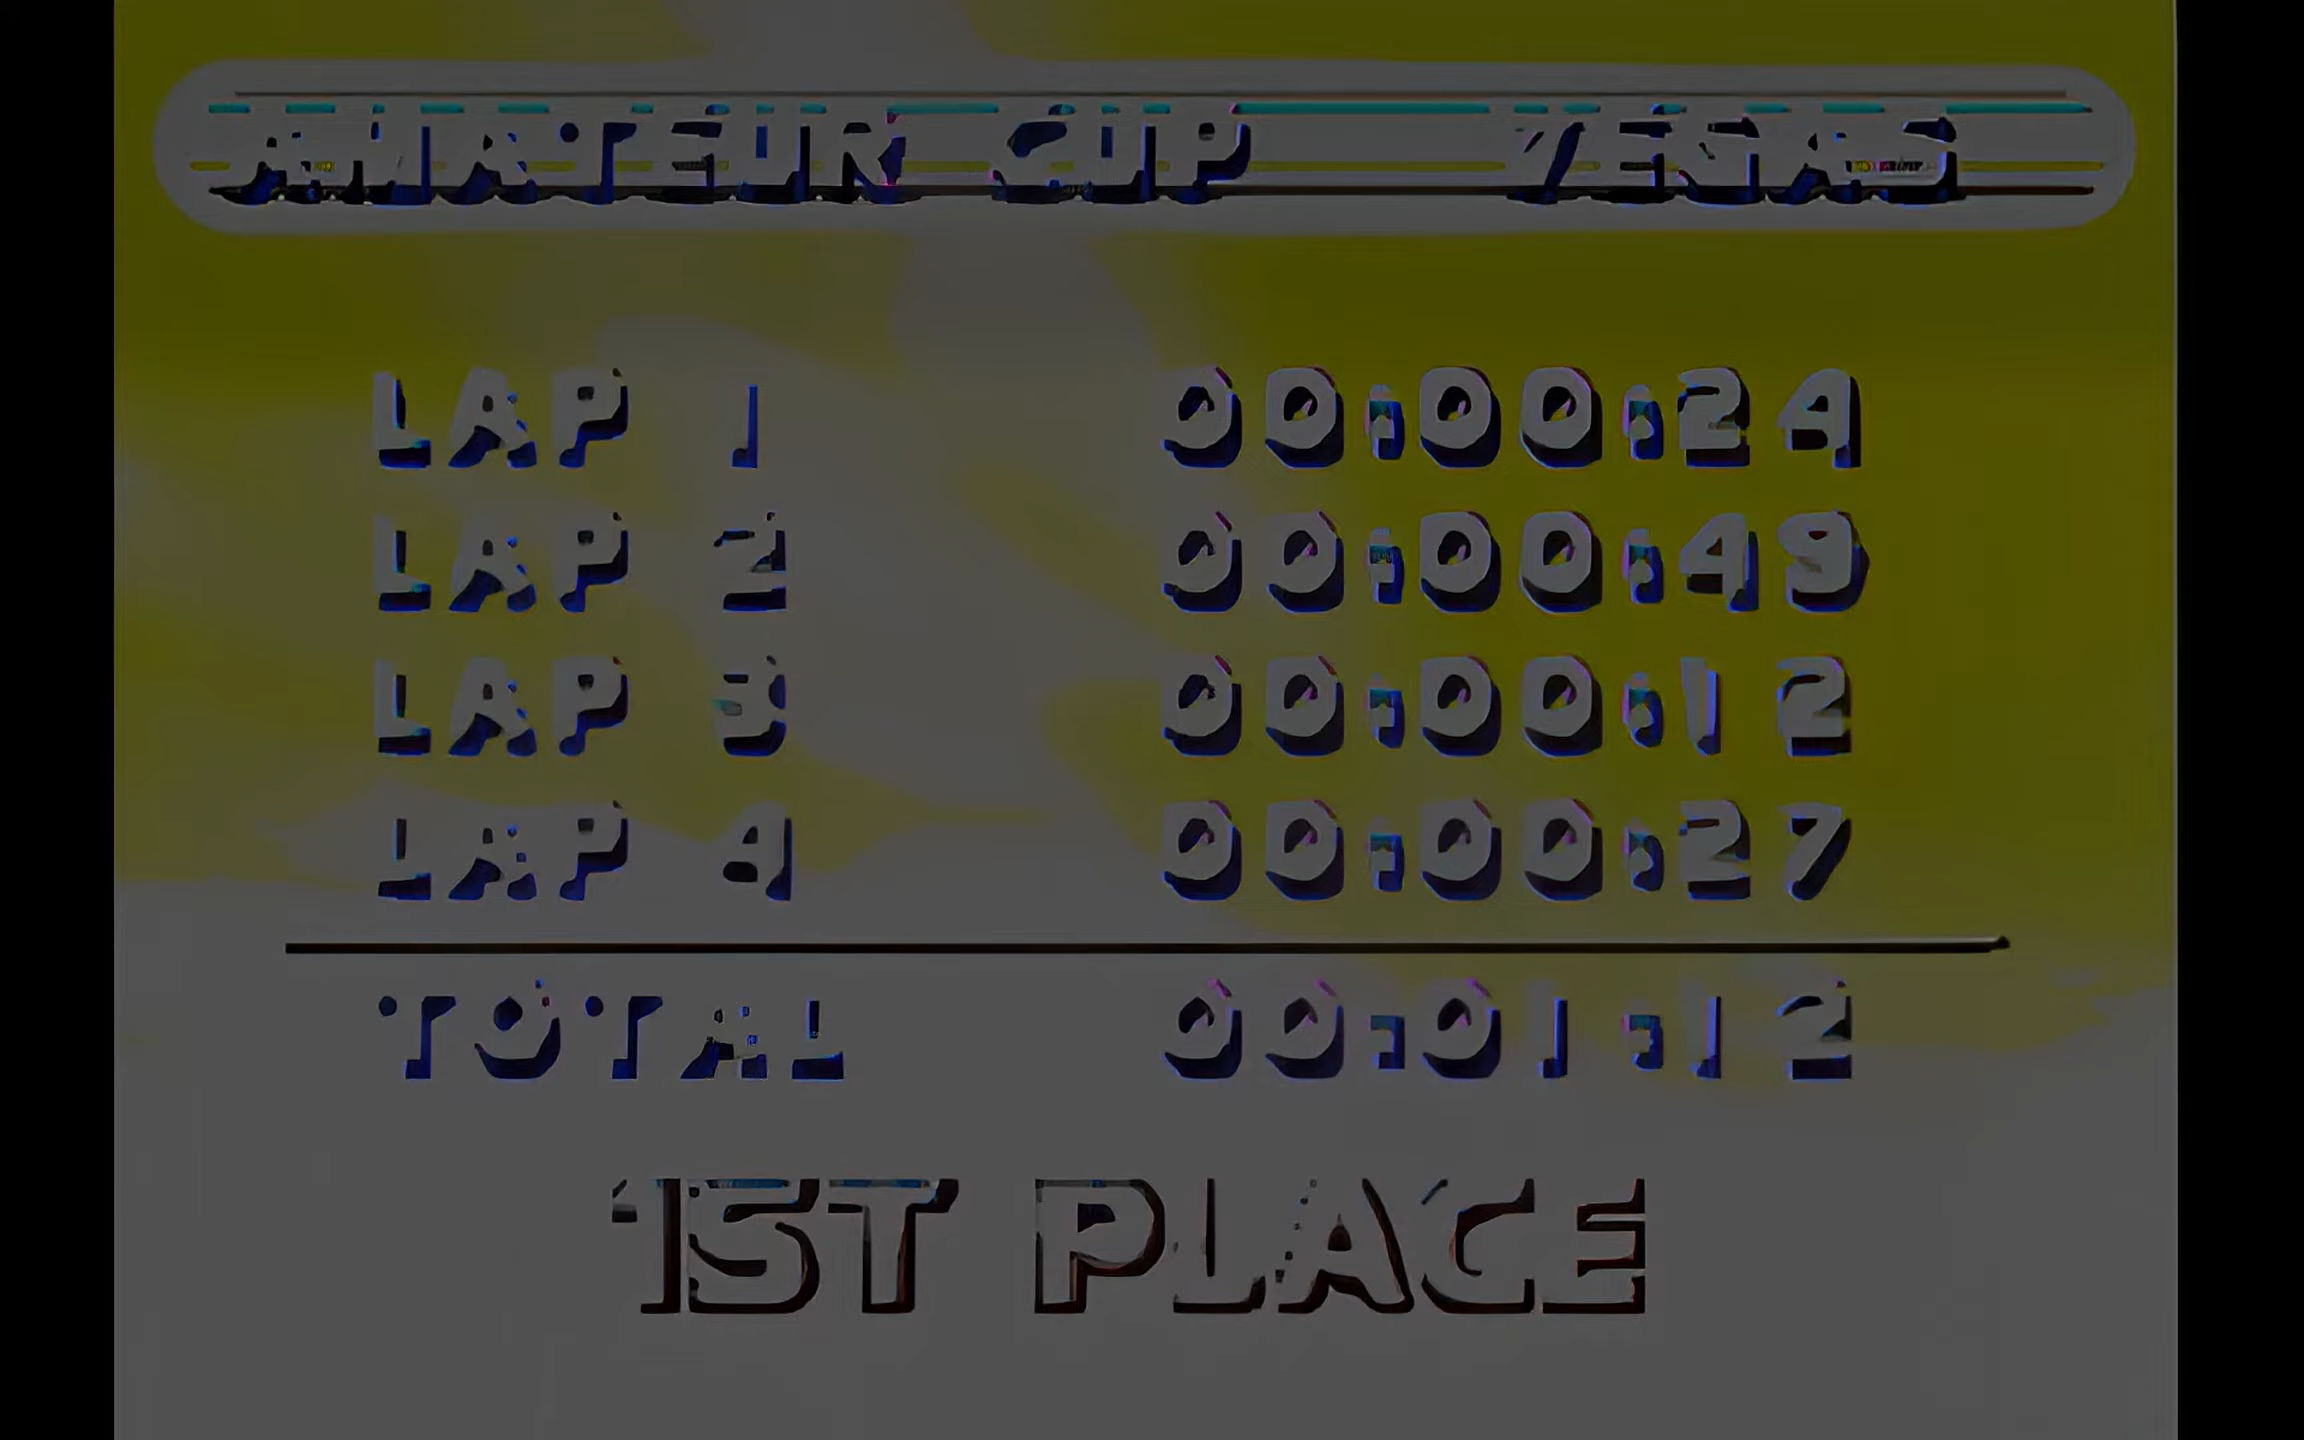 AMATEUR CUP VEGAS
LAP 1 00:00:24
LAP 2 00:00:49
LAP 3 00:00:12
LAP 4 00:00:27
TOTAL 00:01:12
1ST PLACE